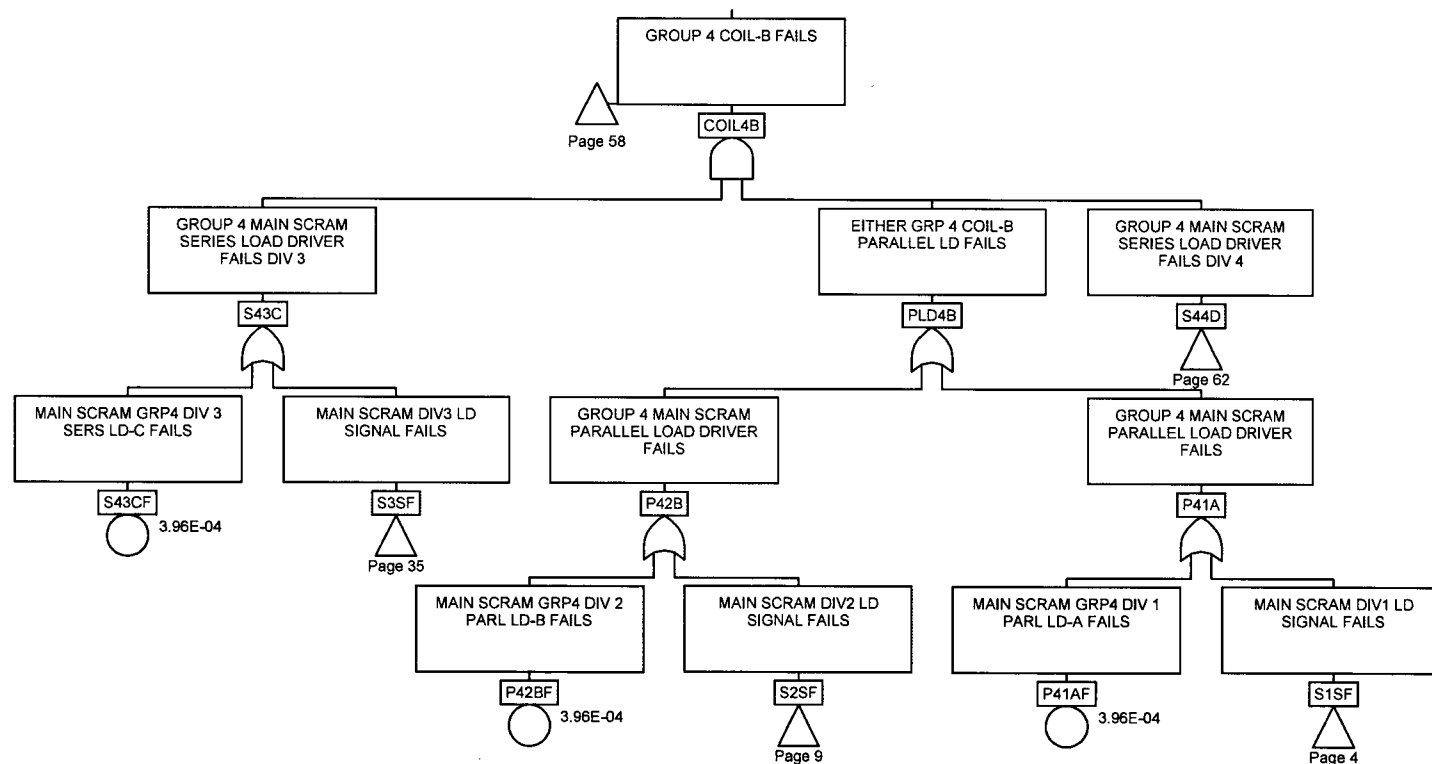 GROUP 4 COIL-B FAILS
Page 58
COIL4B
GROUP 4 MAIN SCRAM
SERIES LOAD DRIVER
FAILS DIV 3
S43C
EITHER GRP 4 COIL-B
PARALLEL LD FAILS
PLD4B
GROUP 4 MAIN SCRAM
SERIES LOAD DRIVER
FAILS DIV 4
S44D
Page 62
MAIN SCRAM GRP4 DIV 3
SERS LD-C FAILS
S43CF
3.96E-04
MAIN SCRAM DIV3 LD
SIGNAL FAILS
S3SF
Page 35
GROUP 4 MAIN SCRAM
PARALLEL LOAD DRIVER
FAILS
P42B
GROUP 4 MAIN SCRAM
PARALLEL LOAD DRIVER
FAILS
P41A
MAIN SCRAM GRP4 DIV 2
PARL LD-B FAILS
P42BF
3.96E-04
MAIN SCRAM DIV2 LD
SIGNAL FAILS
S2SF
Page 9
MAIN SCRAM GRP4 DIV 1
PARL LD-A FAILS
P41AF
3.96E-04
MAIN SCRAM DIV1 LD
SIGNAL FAILS
S1SF
Page 4